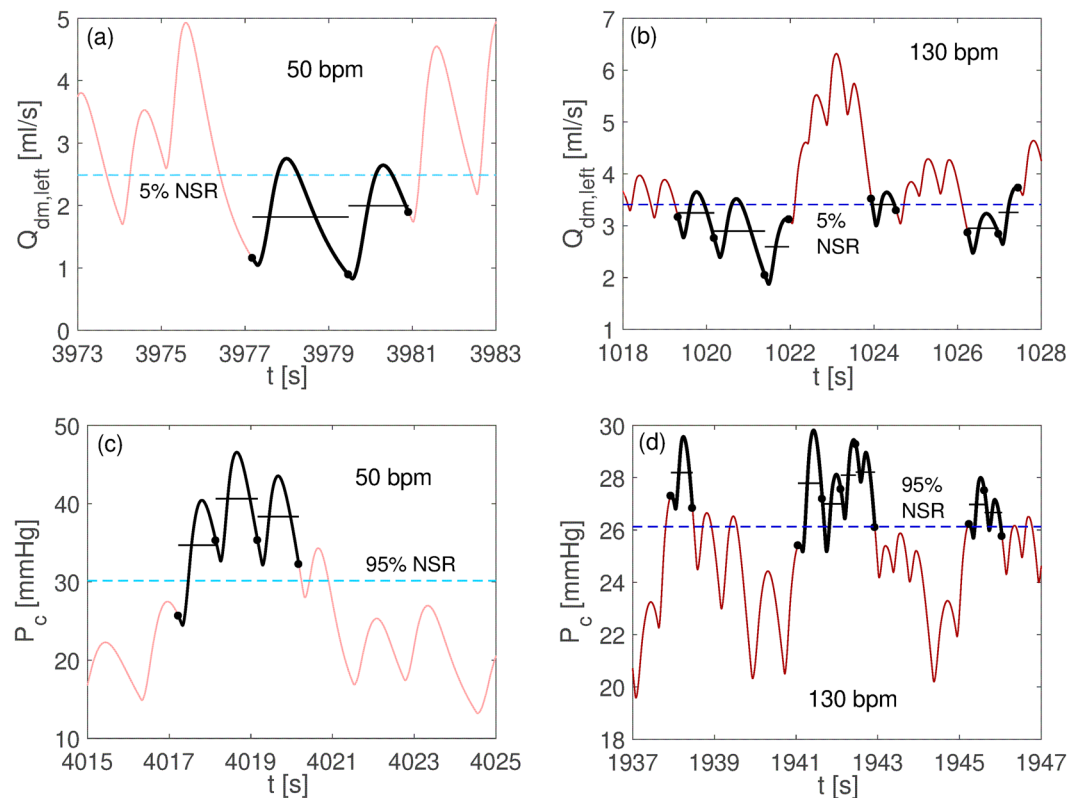 (a)
50 bpm
5% NSR
Q_dm,left [ml/s]
5
4
3
2
1
0
3973 3975 3977 3979 3981 3983
t [s]
(b)
130 bpm
5%
NSR
Q_dm,left [ml/s]
7
6
5
4
3
2
1
1018 1020 1022 1024 1026 1028
t [s]
(c)
50 bpm
95% NSR
P_c [mmHg]
50
40
30
20
10
4015 4017 4019 4021 4023 4025
t [s]
(d)
95%
NSR
130 bpm
P_c [mmHg]
30
28
26
24
22
20
18
1937 1939 1941 1943 1945 1947
t [s]